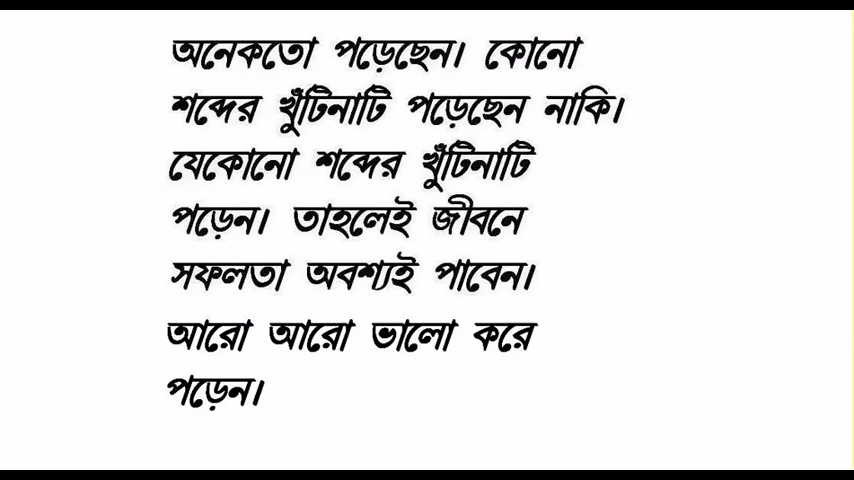 অনেকতো পড়েছেন। কোনো
শব্দের খুঁটিনাটি পড়েছেন নাকি।
যেকোনো শব্দের খুঁটিনাটি
পড়েন। তাহলেই জীবনে
সফলতা অবশ্যই পাবেন।
আরো আরো ভালো করে
পড়েন।